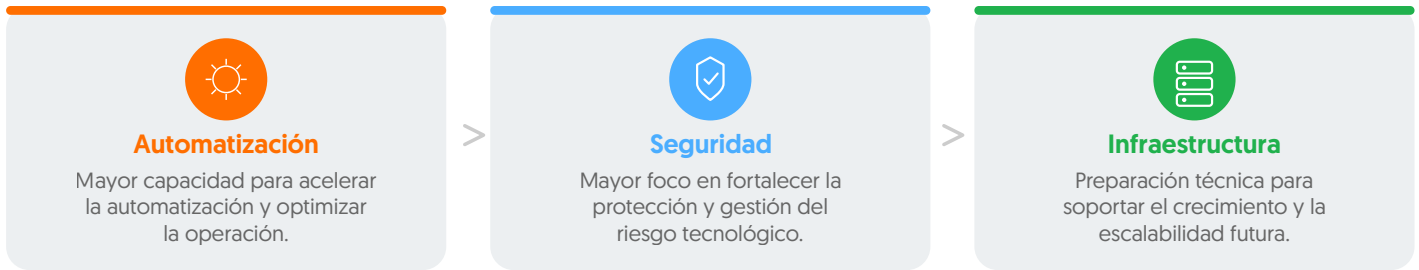 Automatización
Mayor capacidad para acelerar
la automatización y optimizar
la operación.
>
Seguridad
Mayor foco en fortalecer la
protección y gestión del
riesgo tecnológico.
>
Infraestructura
Preparación técnica para
soportar el crecimiento y la
escalabilidad futura.